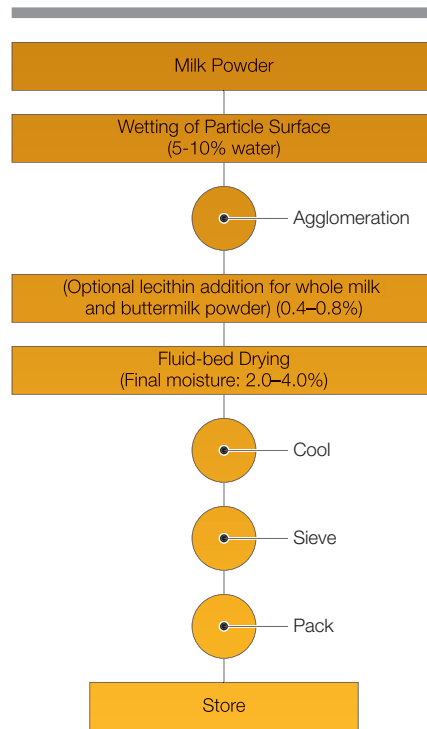 Milk Powder
Wetting of Particle Surface
(5-10% water)
Agglomeration
(Optional lecithin addition for whole milk
and buttermilk powder) (0.4–0.8%)
Fluid-bed Drying
(Final moisture: 2.0–4.0%)
Cool
Sieve
Pack
Store